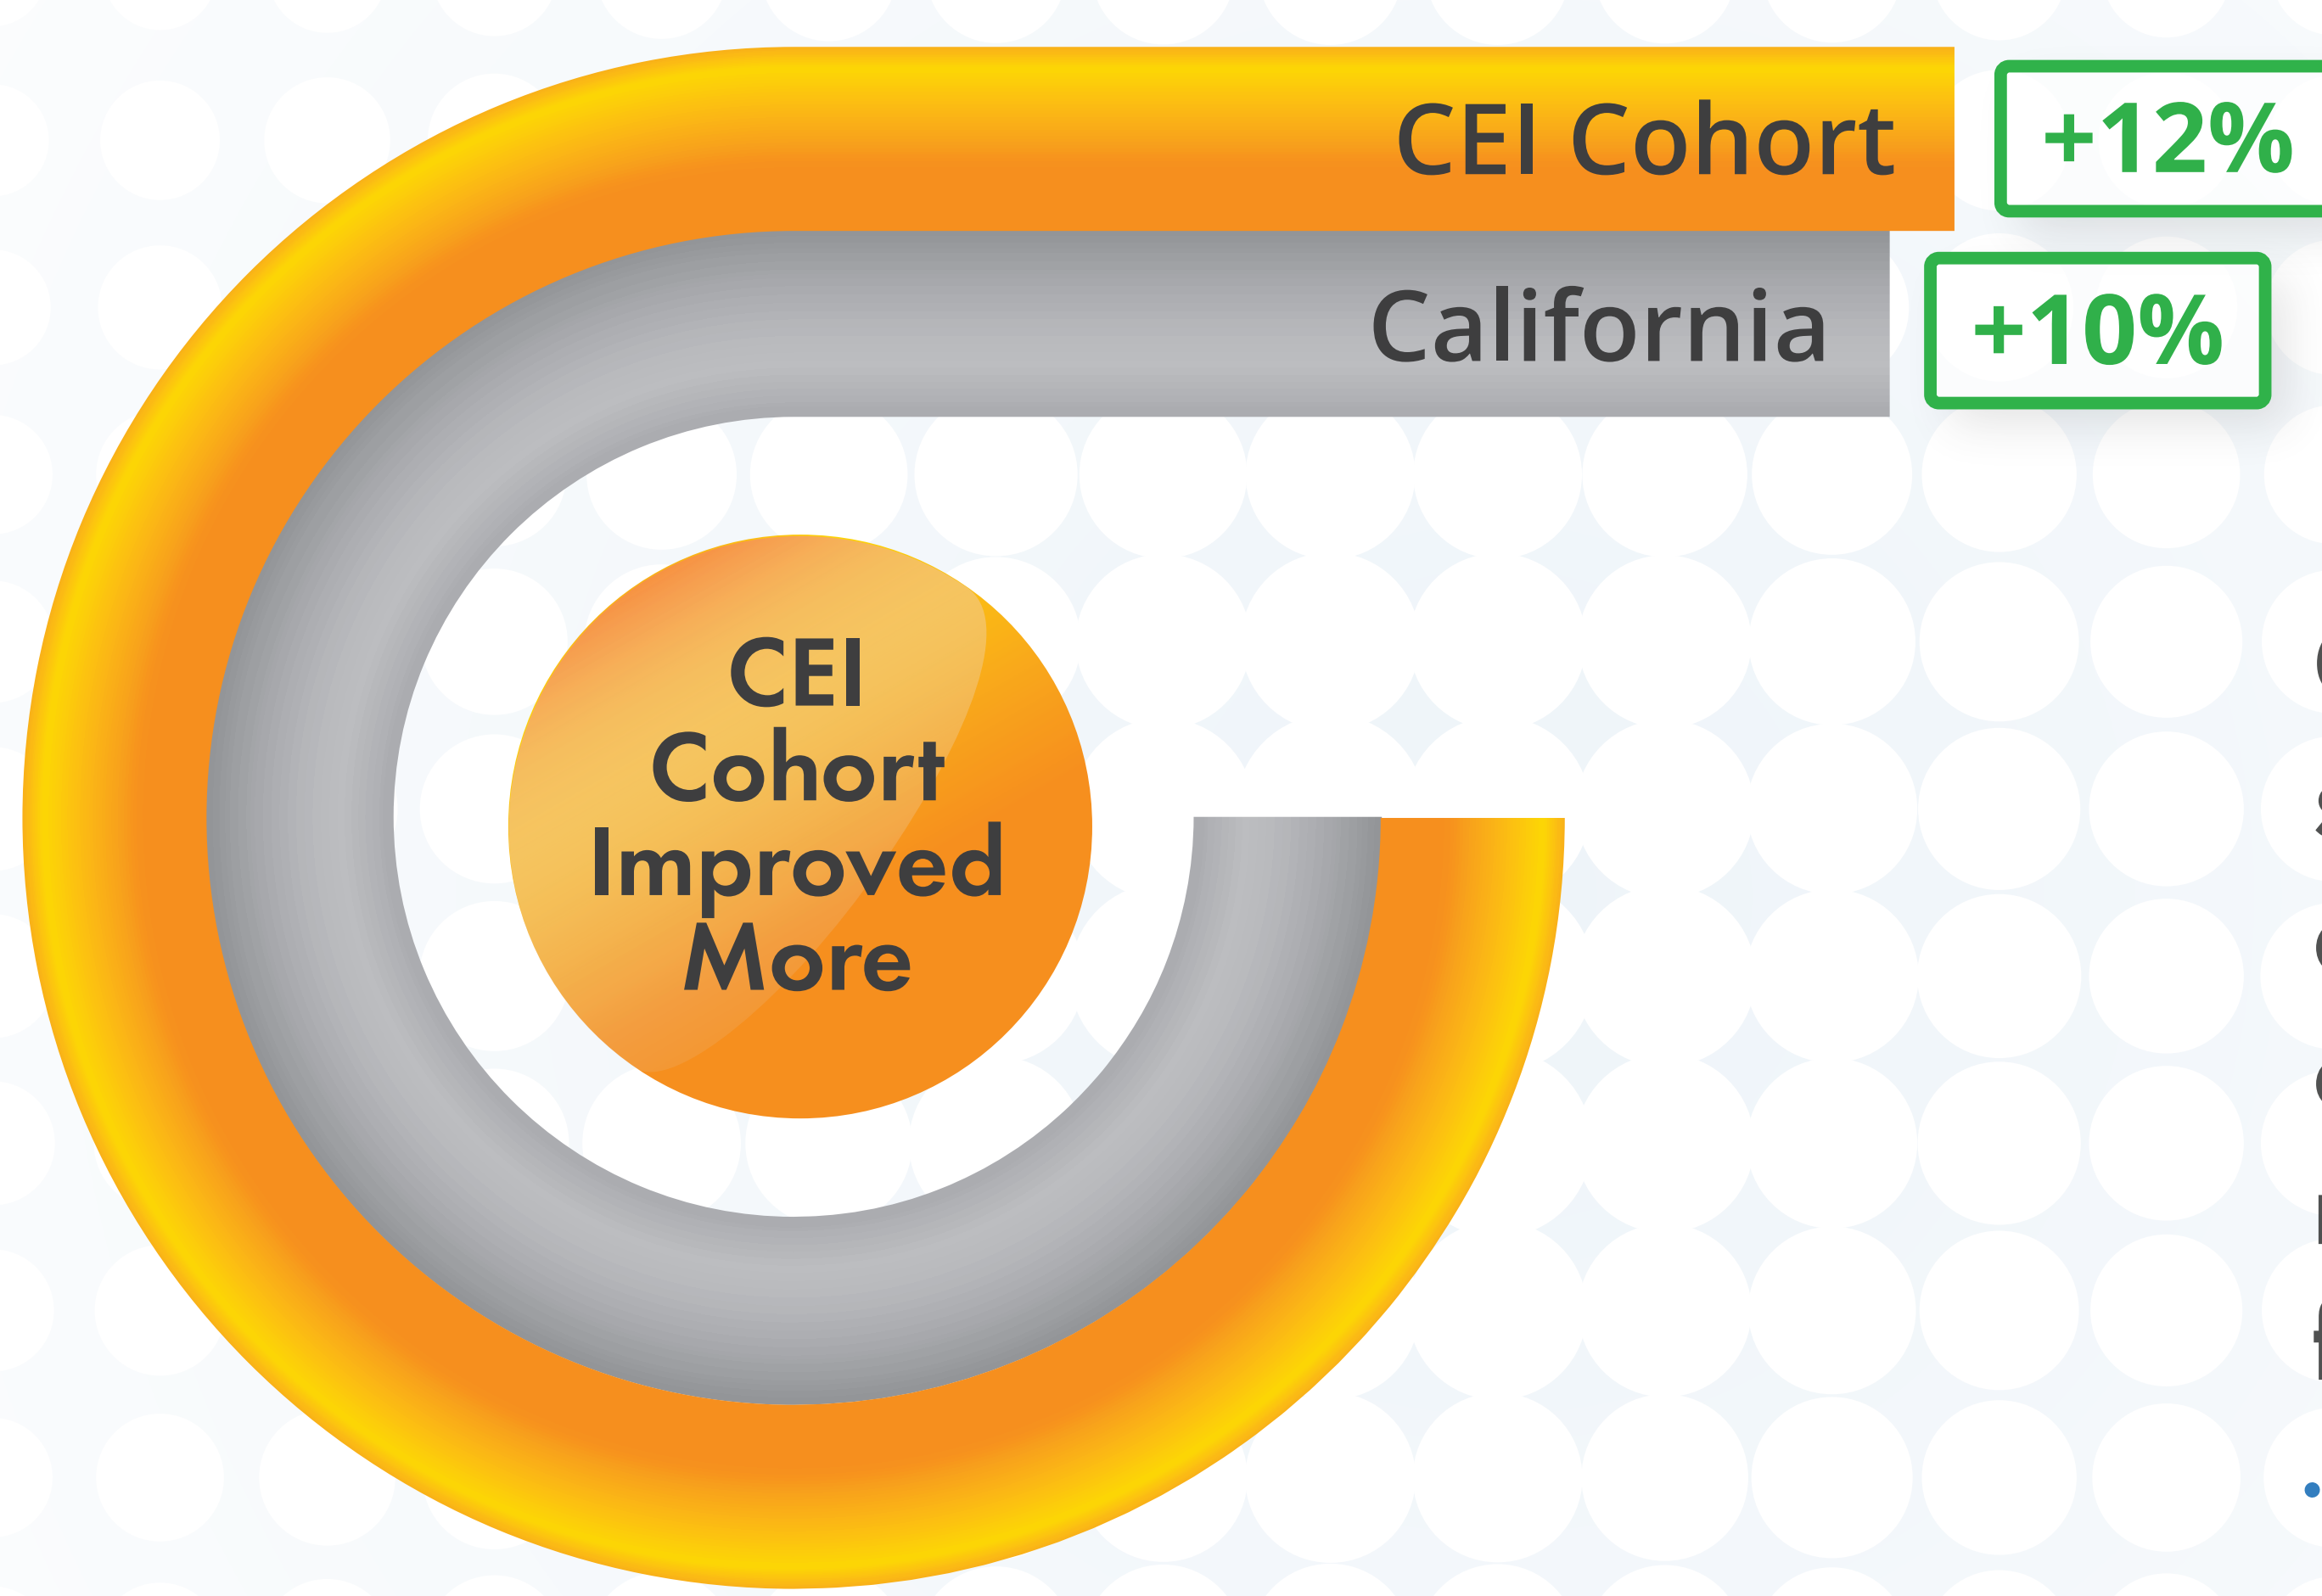 CEI Cohort +12%
California +10%
CEI
Cohort
Improved
More